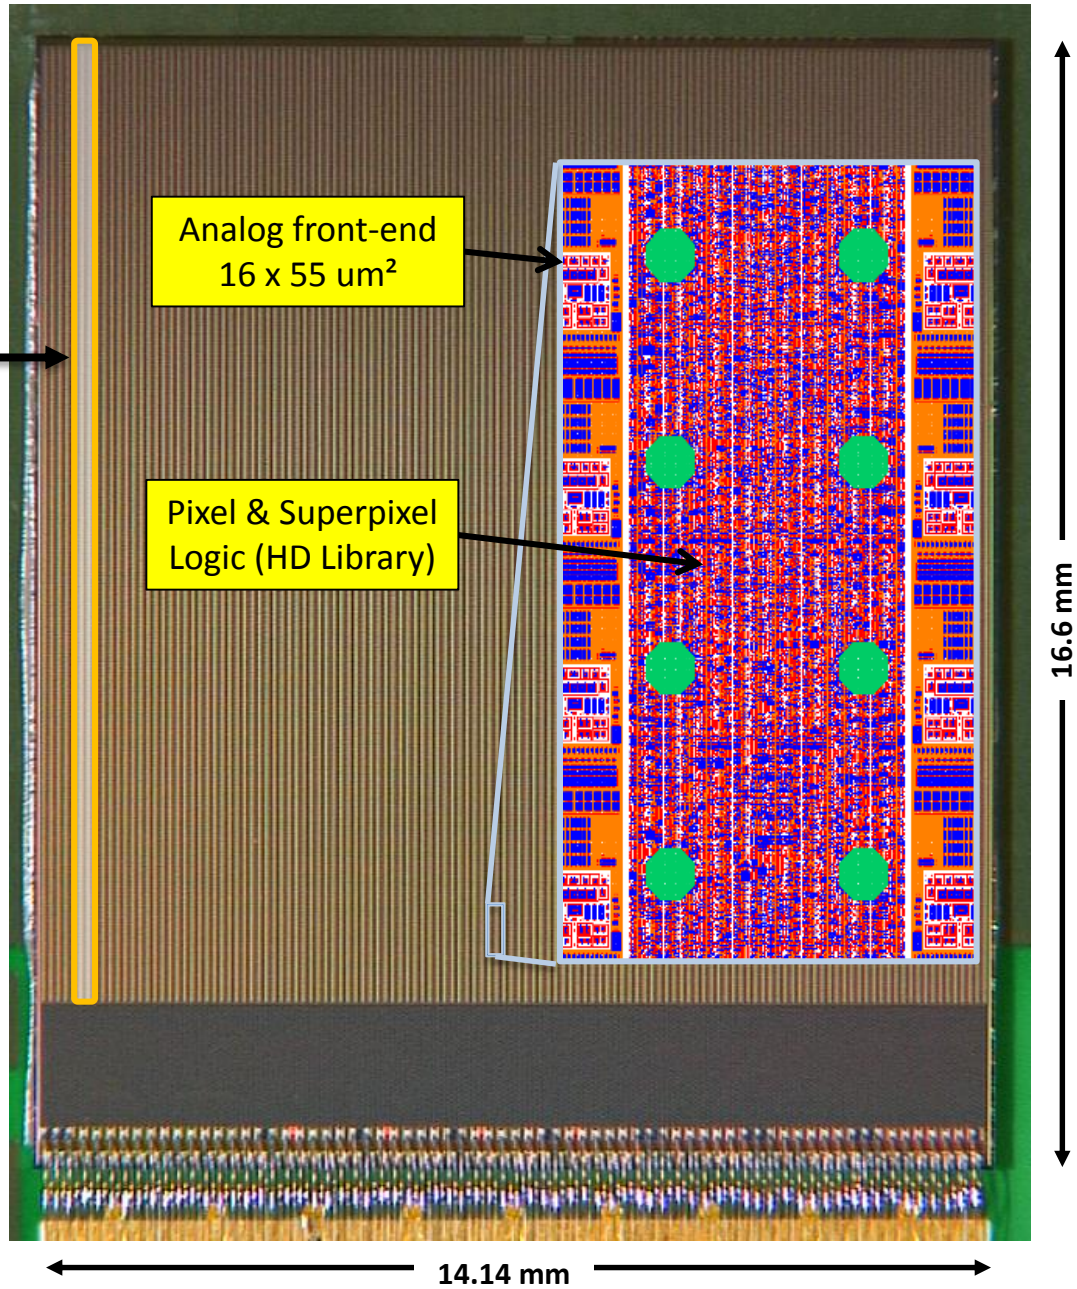 Analog front-end
16 x 55 um²
Pixel & Superpixel
Logic (HD Library)
16.6 mm
14.14 mm